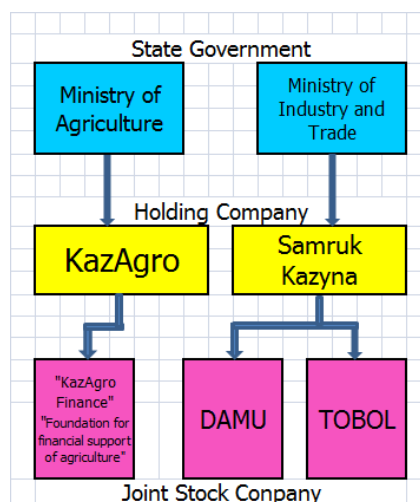 State Government
Ministry of
Agriculture
Ministry of
Industry and
Trade
Holding Company
KazAgro
Samruk
Kazyna
"KazAgro
Finance"
"Foundation for
financial support
of agriculture"
DAMU
TOBOL
Joint Stock Conpany